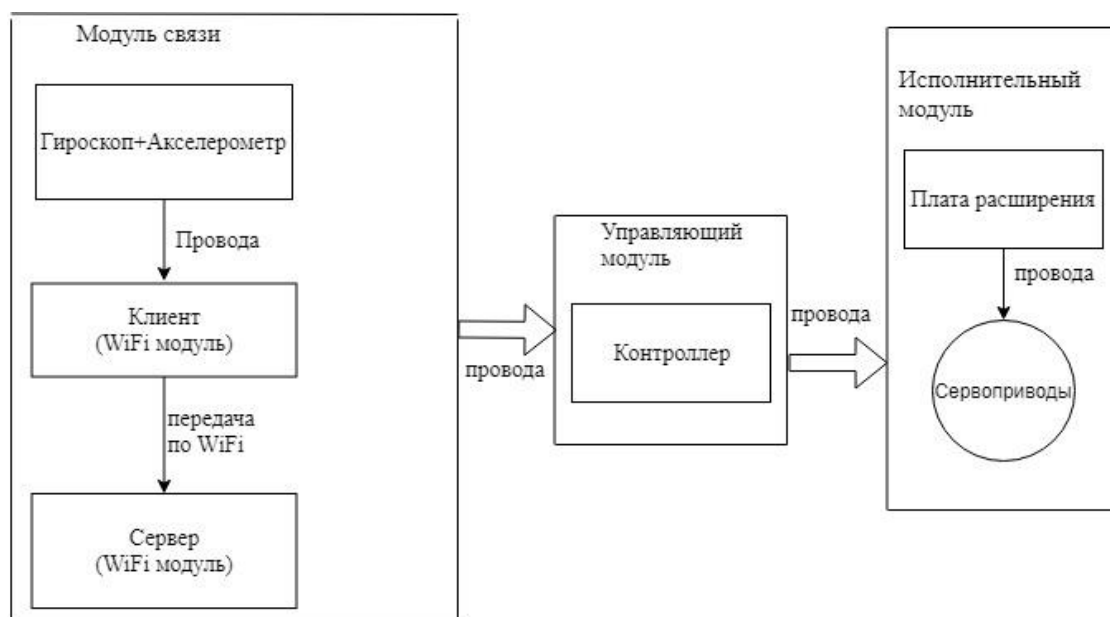 Модуль связи
Гироскоп+Акселерометр
Провода
Клиент
(WiFi модуль)
передача
по WiFi
Сервер
(WiFi модуль)
провода
Управляющий
модуль
Контроллер
провода
Исполнительный
модуль
Плата расширения
провода
Сервоприводы